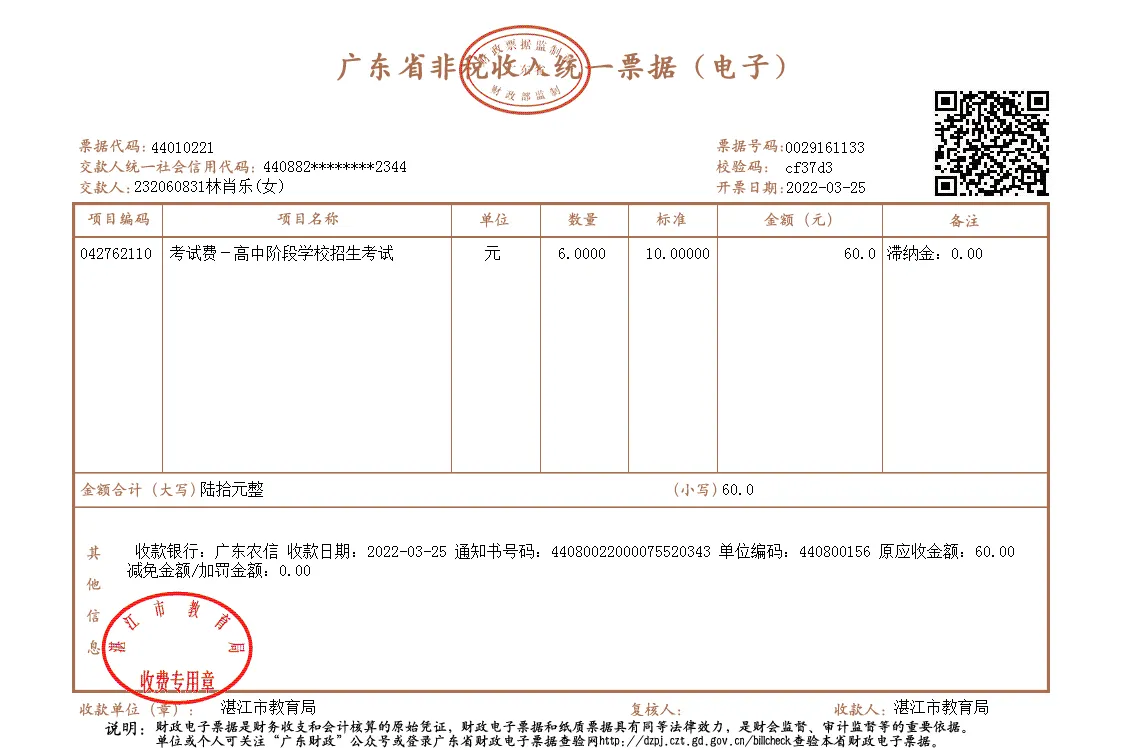 广东省非税收入统一票据（电子）
财政票据监制章
广东省
财政部监制
票据代码：44010221
票据号码：0029161133
交款人统一社会信用代码：440882********2344
校验码：cf37d3
交款人：232060831林肖乐(女)
开票日期：2022-03-25
项目编码 项目名称 单位 数量 标准 金额（元） 备注
042762110 考试费－高中阶段学校招生考试 元 6.0000 10.00000 60.0 滞纳金：0.00
金额合计（大写）陆拾元整 （小写）60.0
其他信息
收款银行：广东农信 收款日期：2022-03-25 通知书号码：44080022000075520343 单位编码：440800156 原应收金额：60.00
减免金额/加罚金额：0.00
湛江市教育局
收费专用章
收款单位（章）：湛江市教育局 复核人： 收款人：湛江市教育局
说明：财政电子票据是财务收支和会计核算的原始凭证，财政电子票据和纸质票据具有同等法律效力，是财会监督、审计监督等的重要依据。
单位或个人可关注“广东财政”公众号或登录广东省财政电子票据查验网http://dzpj.czt.gd.gov.cn/billcheck查验本省财政电子票据。